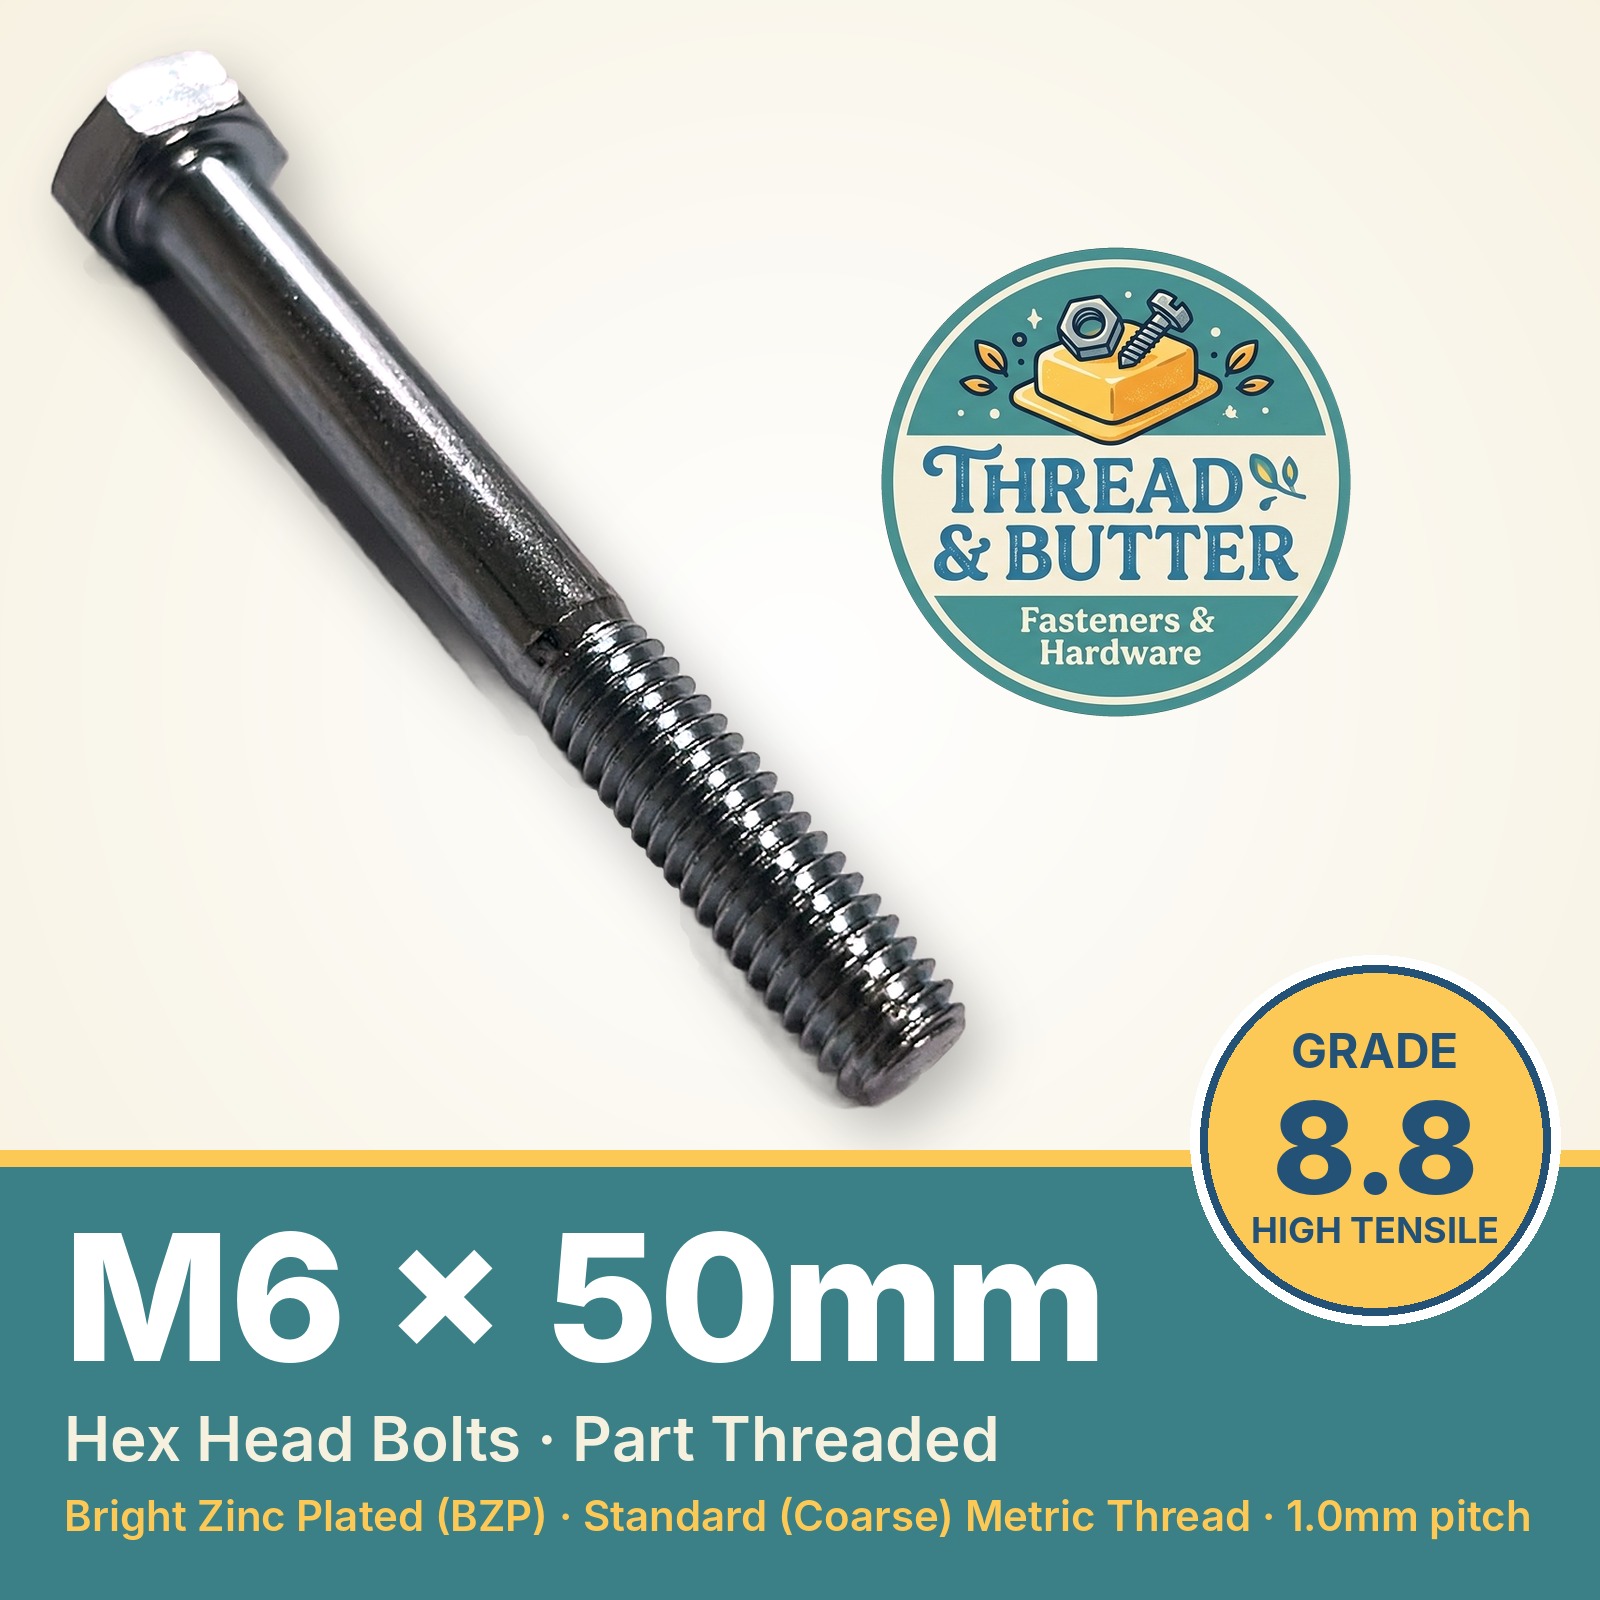 THREAD
& BUTTER
Fasteners &
Hardware
GRADE
8.8
HIGH TENSILE
M6 × 50mm
Hex Head Bolts · Part Threaded
Bright Zinc Plated (BZP) · Standard (Coarse) Metric Thread · 1.0mm pitch